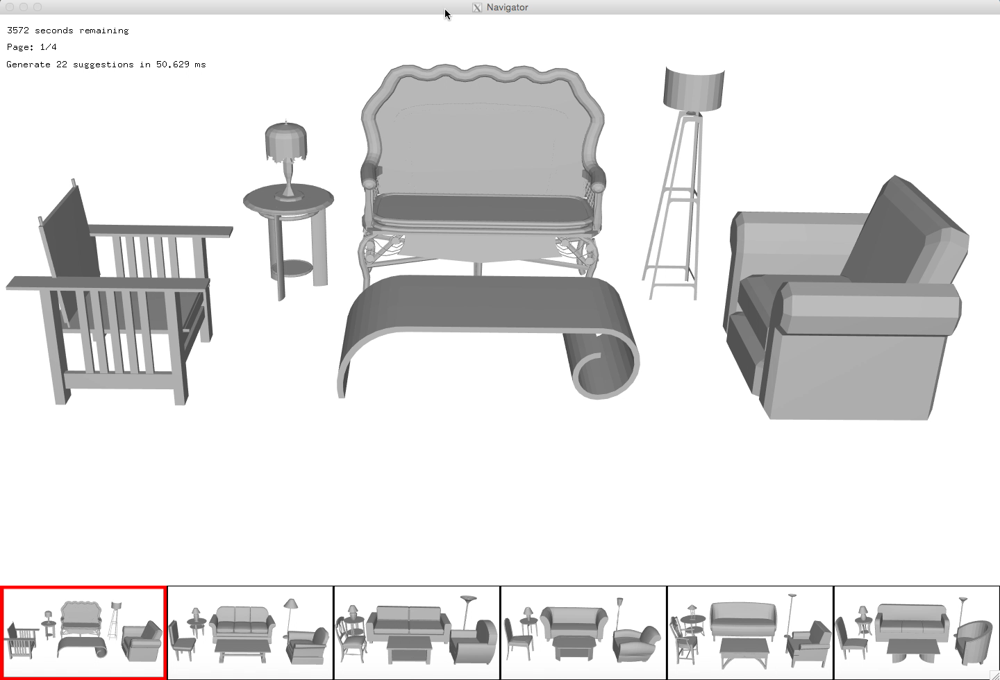 Navigator
3572 seconds remaining
Page: 1/4
Generate 22 suggestions in 50.629 ms